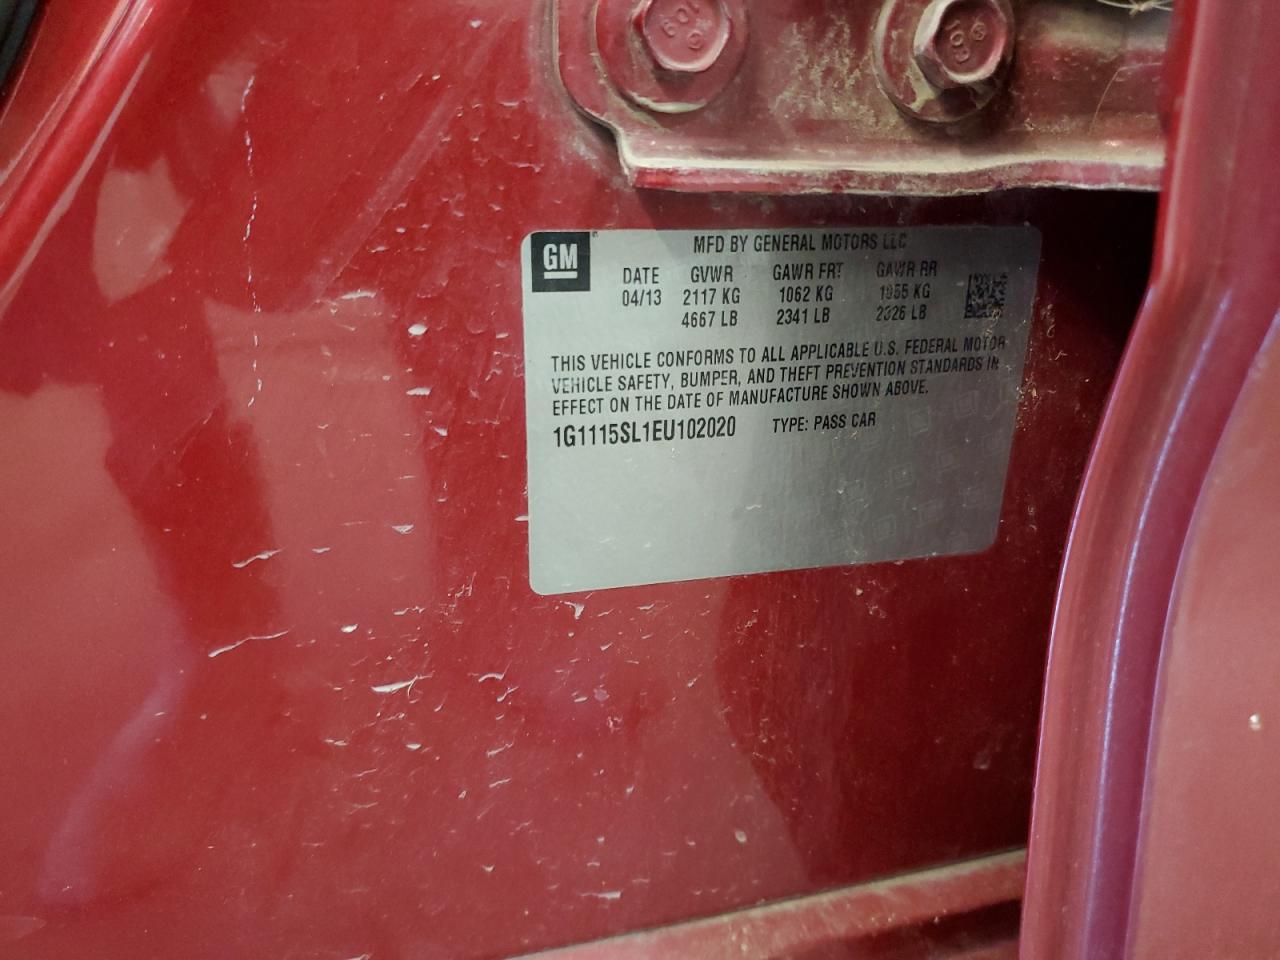 GM
MFD BY GENERAL MOTORS LLC
DATE GVWR GAWR FRT GAWR RR
04/13 2117 KG 1062 KG 1055 KG
4667 LB 2341 LB 2326 LB
THIS VEHICLE CONFORMS TO ALL APPLICABLE U.S. FEDERAL MOTOR
VEHICLE SAFETY, BUMPER, AND THEFT PREVENTION STANDARDS IN
EFFECT ON THE DATE OF MANUFACTURE SHOWN ABOVE.
1G1115SL1EU102020 TYPE: PASS CAR